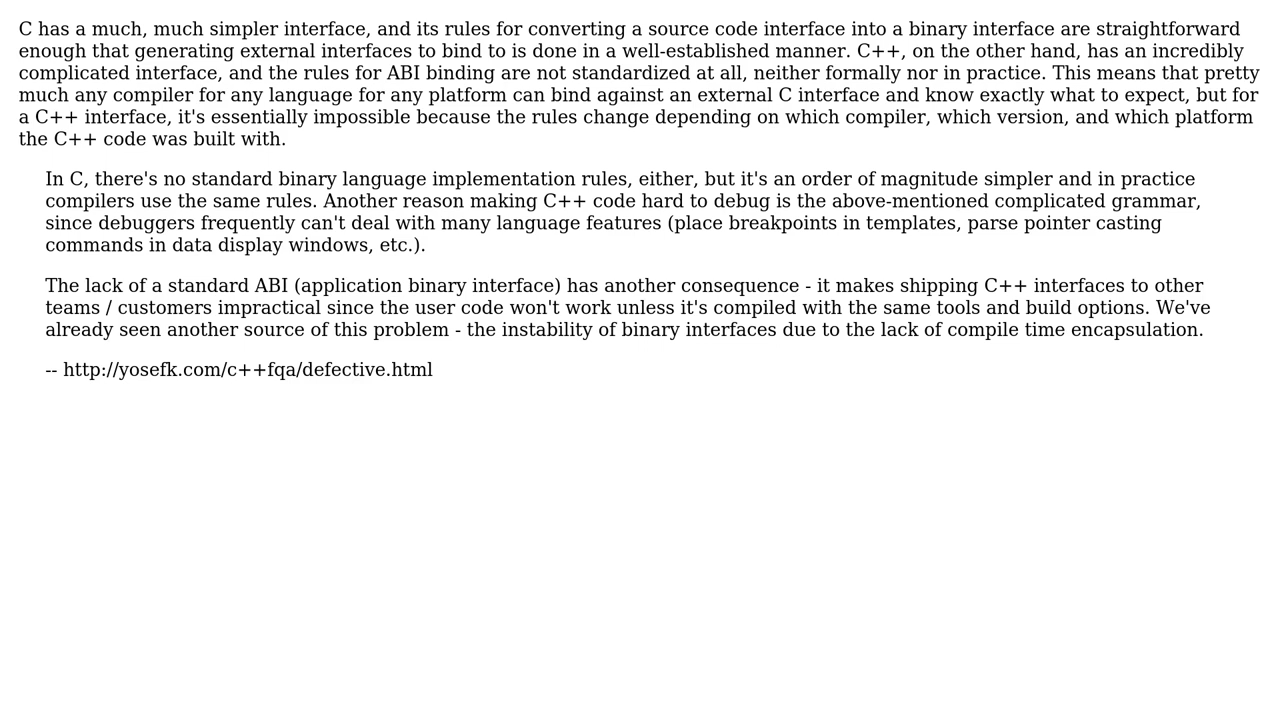 C has a much, much simpler interface, and its rules for converting a source code interface into a binary interface are straightforward
enough that generating external interfaces to bind to is done in a well-established manner. C++, on the other hand, has an incredibly
complicated interface, and the rules for ABI binding are not standardized at all, neither formally nor in practice. This means that pretty
much any compiler for any language for any platform can bind against an external C interface and know exactly what to expect, but for
a C++ interface, it's essentially impossible because the rules change depending on which compiler, which version, and which platform
the C++ code was built with.
In C, there's no standard binary language implementation rules, either, but it's an order of magnitude simpler and in practice
compilers use the same rules. Another reason making C++ code hard to debug is the above-mentioned complicated grammar,
since debuggers frequently can't deal with many language features (place breakpoints in templates, parse pointer casting
commands in data display windows, etc.).
The lack of a standard ABI (application binary interface) has another consequence - it makes shipping C++ interfaces to other
teams / customers impractical since the user code won't work unless it's compiled with the same tools and build options. We've
already seen another source of this problem - the instability of binary interfaces due to the lack of compile time encapsulation.
-- http://yosefk.com/c++fqa/defective.html